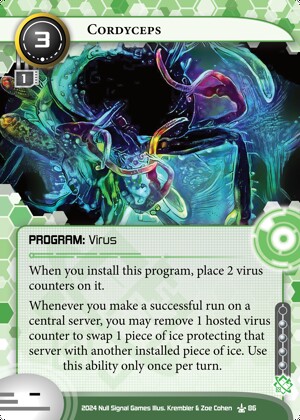 Cordyceps
3
1
PROGRAM: Virus
When you install this program, place 2 virus
counters on it.
Whenever you make a successful run on a
central server, you may remove 1 hosted virus
counter to swap 1 piece of ice protecting that
server with another installed piece of ice. Use
this ability only once per turn.
-
2024 Null Signal Games Illus. Krembler & Zoe Cohen 86